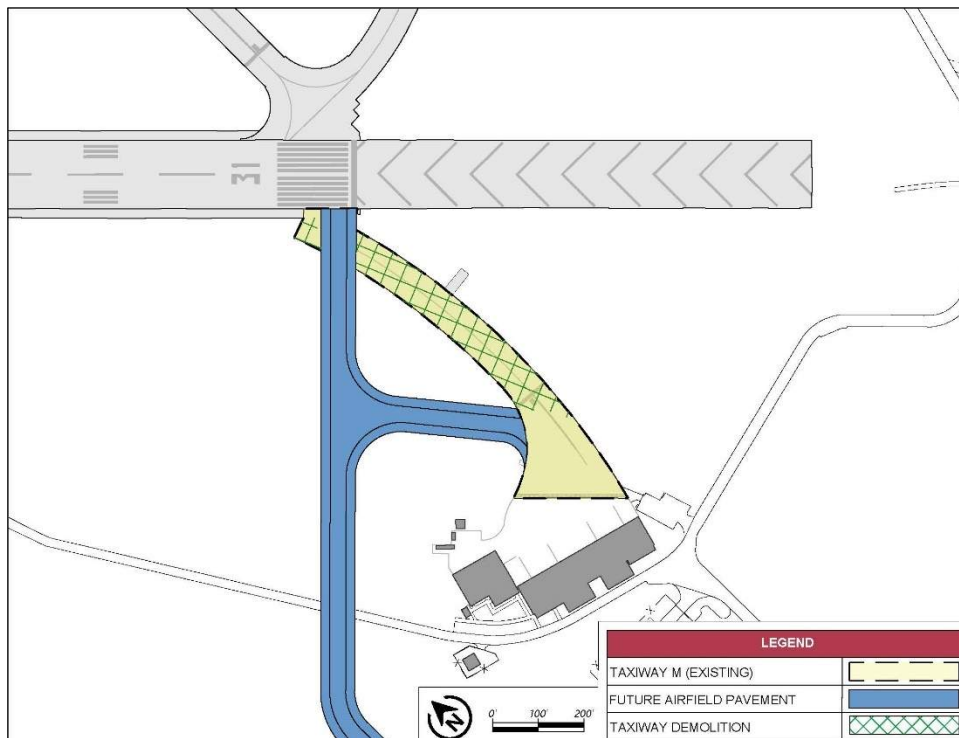 31
LEGEND
TAXIWAY M (EXISTING)
FUTURE AIRFIELD PAVEMENT
TAXIWAY DEMOLITION
N
0' 100' 200'